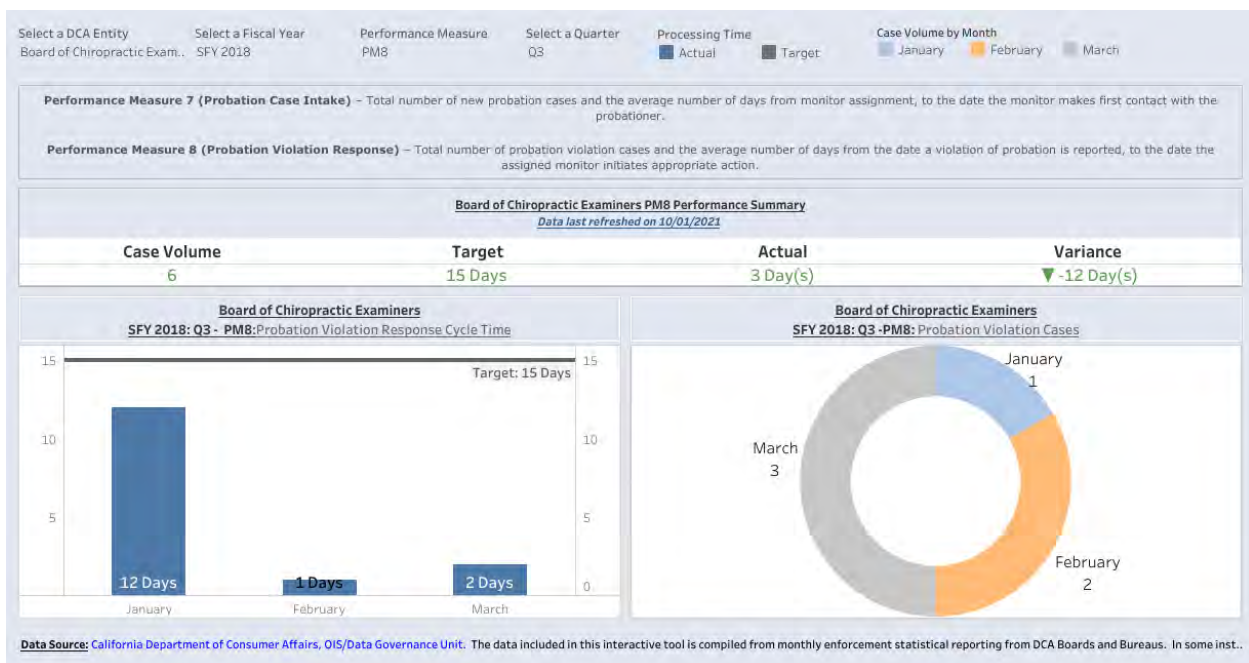 Select a DCA Entity Select a Fiscal Year Performance Measure Select a Quarter Processing Time Case Volume by Month
Board of Chiropractic Exam.. SFY 2018 PM8 Q3 Actual Target January February March
Performance Measure 7 (Probation Case Intake) – Total number of new probation cases and the average number of days from monitor assignment, to the date the monitor makes first contact with the
probationer.
Performance Measure 8 (Probation Violation Response) – Total number of probation violation cases and the average number of days from the date a violation of probation is reported, to the date the
assigned monitor initiates appropriate action.
Board of Chiropractic Examiners PM8 Performance Summary
Data last refreshed on 10/01/2021
Case Volume Target Actual Variance
6 15 Days 3 Day(s) ▼ -12 Day(s)
Board of Chiropractic Examiners
SFY 2018: Q3 - PM8:Probation Violation Response Cycle Time
15 15
Target: 15 Days
10 10
5 5
12 Days 1 Days 2 Days 0
January February March
Board of Chiropractic Examiners
SFY 2018: Q3 -PM8: Probation Violation Cases
January
1
March
3
February
2
Data Source: California Department of Consumer Affairs, OIS/Data Governance Unit. The data included in this interactive tool is compiled from monthly enforcement statistical reporting from DCA Boards and Bureaus. In some inst..